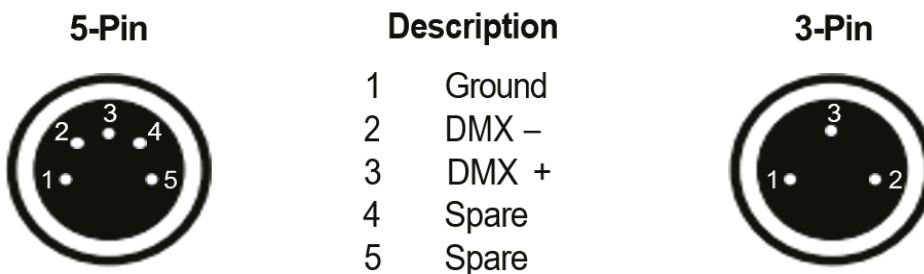 5-Pin Description 3-Pin
1 Ground
2 DMX –
3 DMX +
4 Spare
5 Spare
3
2 4
1 5
3
1 2